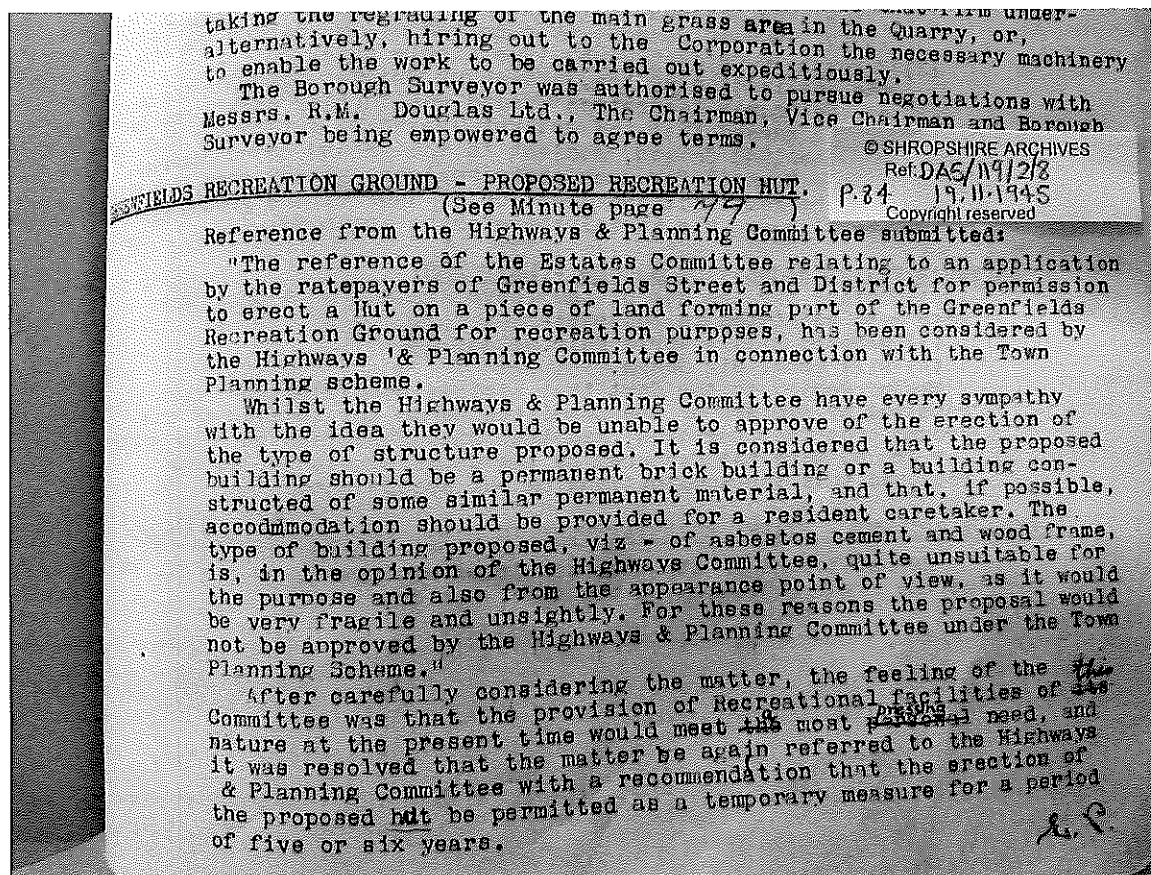 taking the regrading of the main grass area in the Quarry, or,
alternatively, hiring out to the Corporation the necessary machinery
to enable the work to be carried out expeditiously.
The Borough Surveyor was authorised to pursue negotiations with
Messrs. R.M. Douglas Ltd., The Chairman, Vice Chairman and Borough
Surveyor being empowered to agree terms.
© SHROPSHIRE ARCHIVES
Ref: DA5/119/2/8
P.84 19.11.1945
Copyright reserved
RECREATION GROUND - PROPOSED RECREATION HUT.
(See Minute page 79 )
Reference from the Highways & Planning Committee submitted:
"The reference of the Estates Committee relating to an application
by the ratepayers of Greenfields Street and District for permission
to erect a Hut on a piece of land forming part of the Greenfields
Recreation Ground for recreation purposes, has been considered by
the Highways '& Planning Committee in connection with the Town
Planning scheme.
Whilst the Highways & Planning Committee have every sympathy
with the idea they would be unable to approve of the erection of
the type of structure proposed. It is considered that the proposed
building should be a permanent brick building or a building con-
structed of some similar permanent material, and that, if possible,
accodmmodation should be provided for a resident caretaker. The
type of building proposed, viz - of asbestos cement and wood frame,
is, in the opinion of the Highways Committee, quite unsuitable for
the purpose and also from the appearance point of view, as it would
be very fragile and unsightly. For these reasons the proposal would
not be approved by the Highways & Planning Committee under the Town
Planning Scheme."
After carefully considering the matter, the feeling of the
Committee was that the provision of Recreational facilities of this
nature at the present time would meet a most pressing need, and
it was resolved that the matter be again referred to the Highways
& Planning Committee with a recommendation that the erection of
the proposed hut be permitted as a temporary measure for a period
of five or six years.